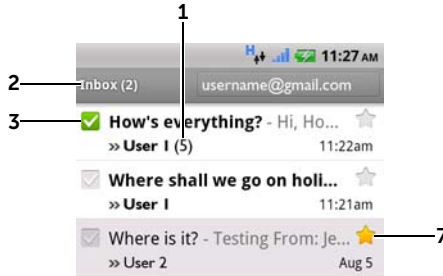 1
H 11:27 AM
2 Inbox (2) username@gmail.com
3 How's everything? - Hi, Ho...
» User 1 (5) 11:22am
Where shall we go on holi...
» User 1 11:21am
Where is it? - Testing From: Je... 7
» User 2 Aug 5